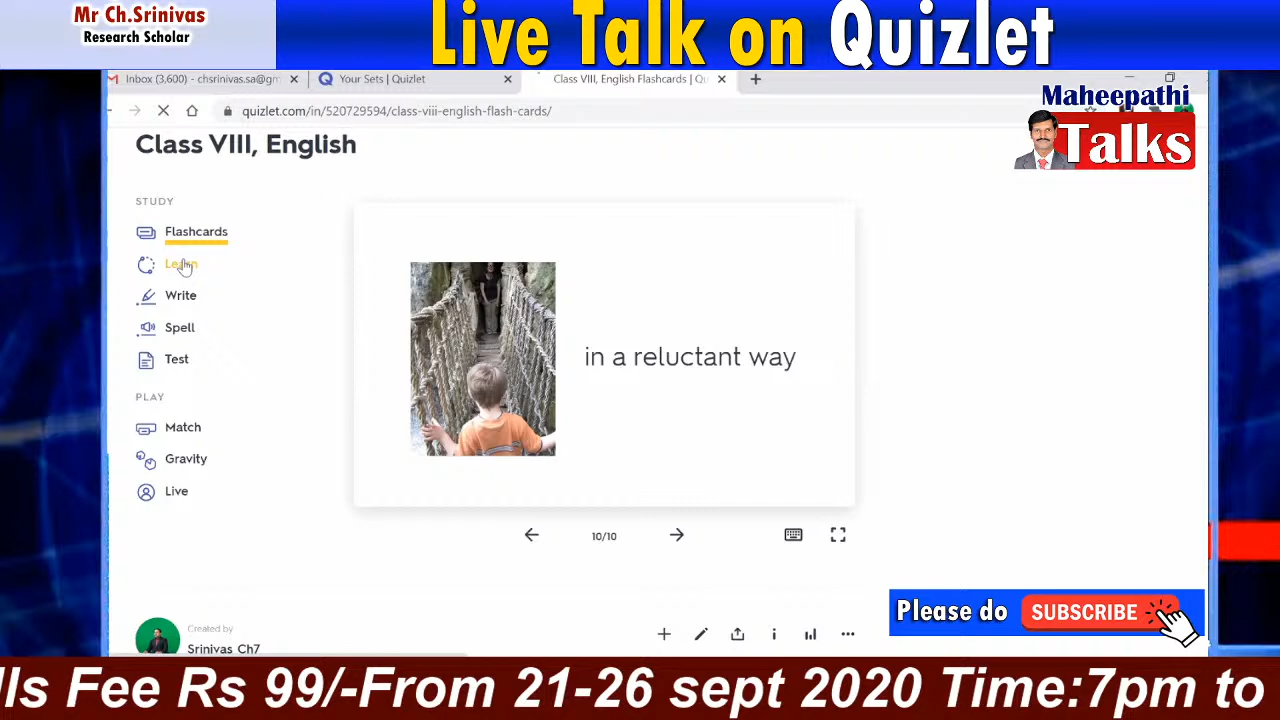 Mr Ch.Srinivas
Research Scholar
Live Talk on Quizlet
Inbox (3,600) - chsrinivas.sa@gm
Your Sets | Quizlet
Class VIII, English Flashcards | Qu
quizlet.com/in/520729594/class-viii-english-flash-cards/
Maheepathi
Talks
Class VIII, English
STUDY
Flashcards
Learn
Write
Spell
Test
PLAY
Match
Gravity
Live
in a reluctant way
10/10
Created by
Srinivas Ch7
Please do SUBSCRIBE
lls Fee Rs 99/-From 21-26 sept 2020 Time:7pm to